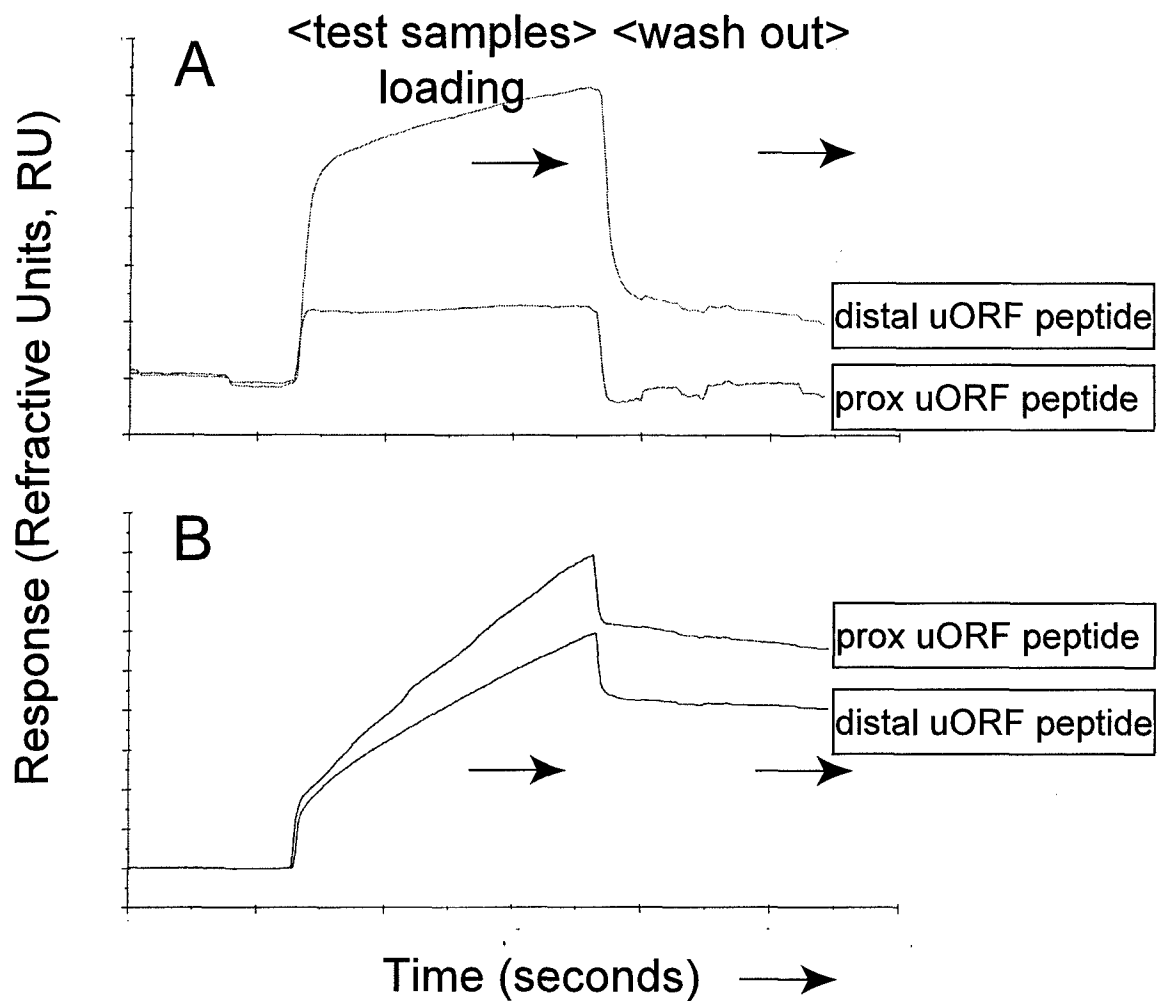 <test samples> <wash out>
loading
A
distal uORF peptide
prox uORF peptide
B
prox uORF peptide
distal uORF peptide
Response (Refractive Units, RU)
Time (seconds)